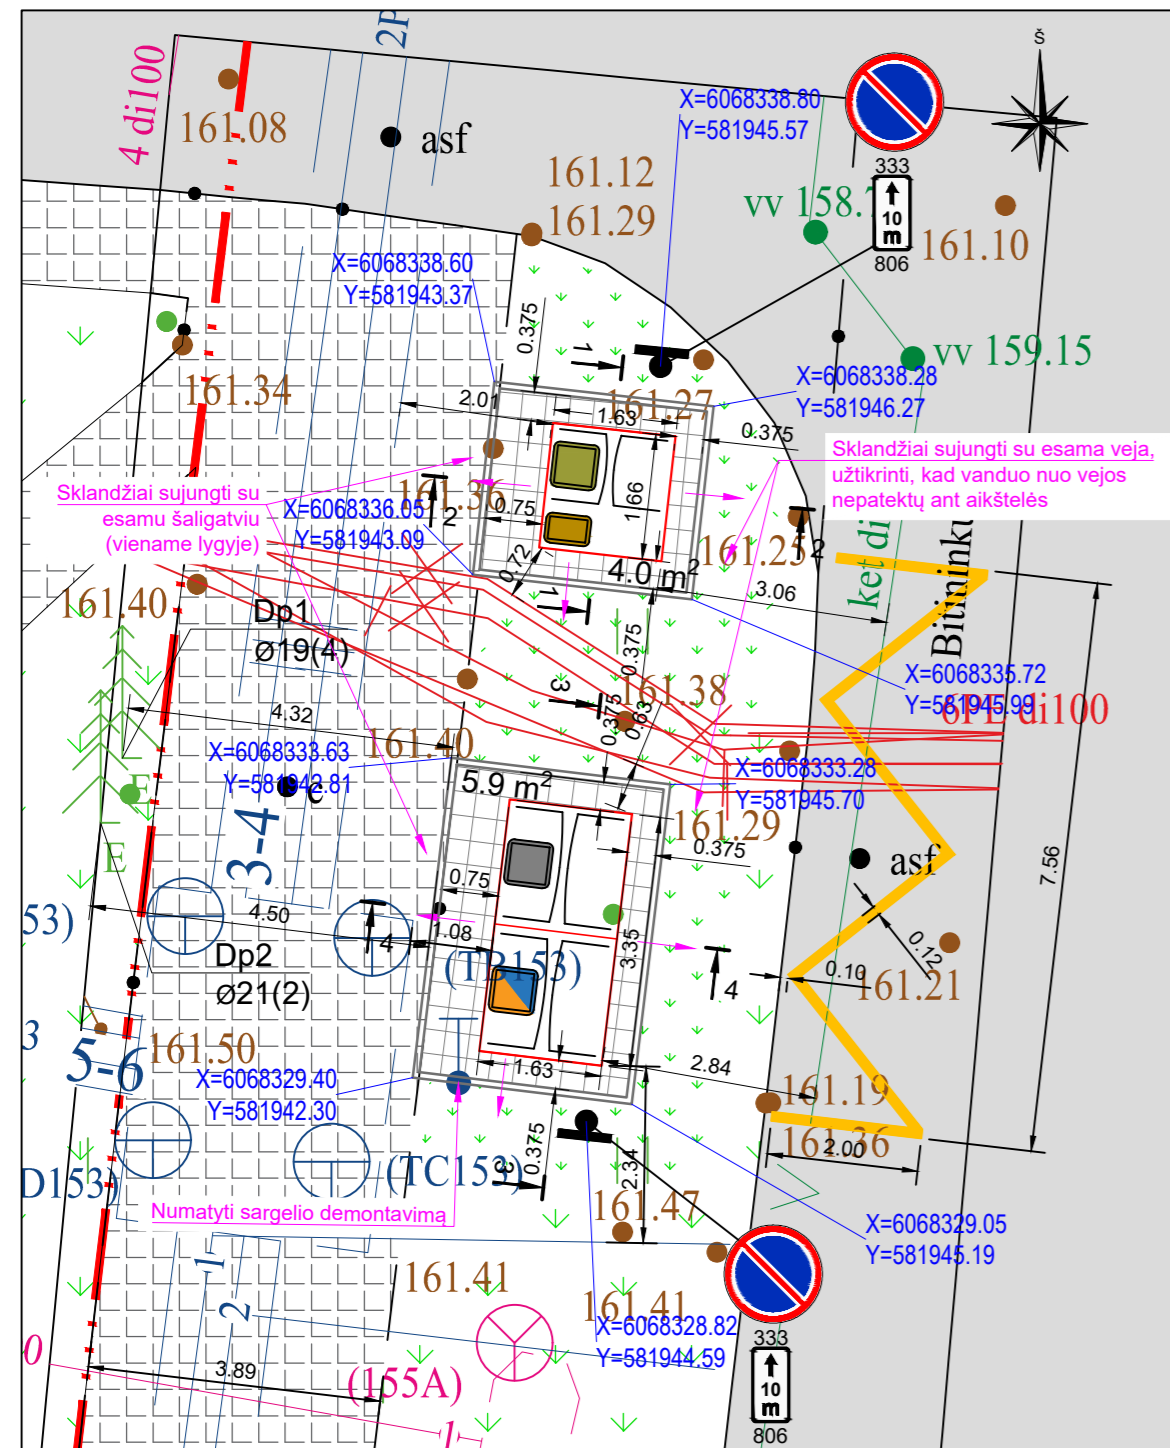 4 di100
161.08
asf
161.12
161.29
X=6068338.80
Y=581945.57
333
10
m
806
Š
161.10
vv 159.15
X=6068338.60
Y=581943.37
0.375
1
161.34
2.01
1.63
161.27
X=6068338.28
Y=581946.27
0.375
Sklandžiai sujungti su esama veja,
užtikrinti, kad vanduo nuo vejos
nepatektų ant aikštelės
Sklandžiai sujungti su
esamu šaligatviu
(viename lygyje)
161.36
2
X=6068336.05
Y=581943.09
0.75
1.66
0.72
161.25
2
4.0 m²
3.06
1
161.40
Dp1
Ø19(4)
0.375
3
161.38
0.375
0.63
X=6068335.72
Y=581945.99
6PE di100
4.32
161.40
X=6068333.63
Y=581942.81
c
5.9 m²
X=6068333.28
Y=581945.70
161.29
0.375
asf
7.56
E
E
3-4
0.75
4.50
1.08
4
(TB153)
3.35
4
0.12
0.10
161.21
53)
Dp2
Ø21(2)
3
5-6
161.50
X=6068329.40
Y=581942.30
1.63
2.84
161.19
161.36
2.00
0.375
2.34
3
D153)
(TC153)
Numatyti sargelio demontavimą
161.47
X=6068329.05
Y=581945.19
161.41
161.41
X=6068328.82
Y=581944.59
1
2
0
3.89
(155A)
1
333
10
m
806